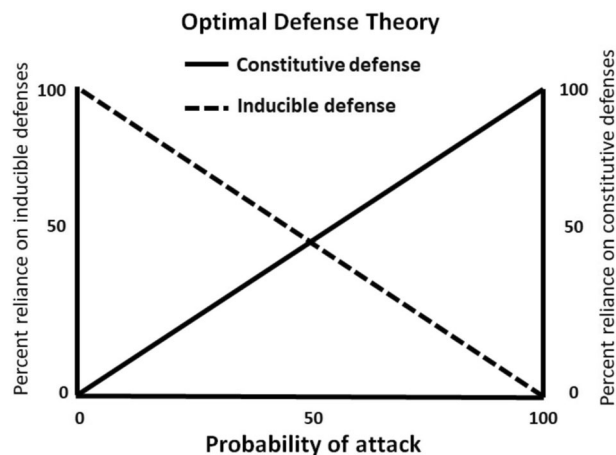 Optimal Defense Theory
Constitutive defense
Inducible defense
Percent reliance on inducible defenses
100
50
0
Percent reliance on constitutive defenses
100
50
0
0
50
100
Probability of attack